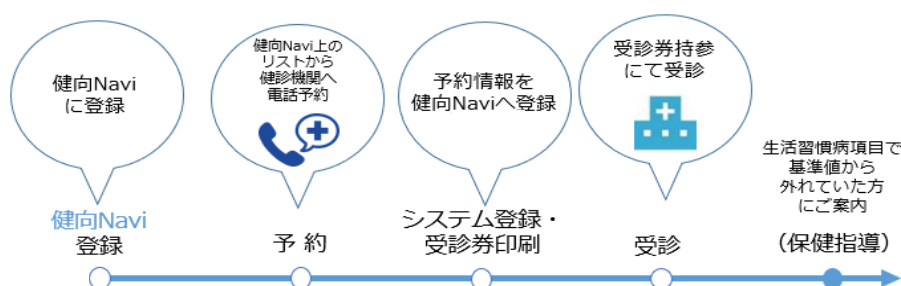 健向Navi
に登録
健向Navi上の
リストから
健診機関へ
電話予約
予約情報を
健向Naviへ登録
受診券持参
にて受診
生活習慣病項目で
基準値から
外れていた方
にご案内
健向Navi
登録
予 約
システム登録・
受診券印刷
受診
(保健指導)